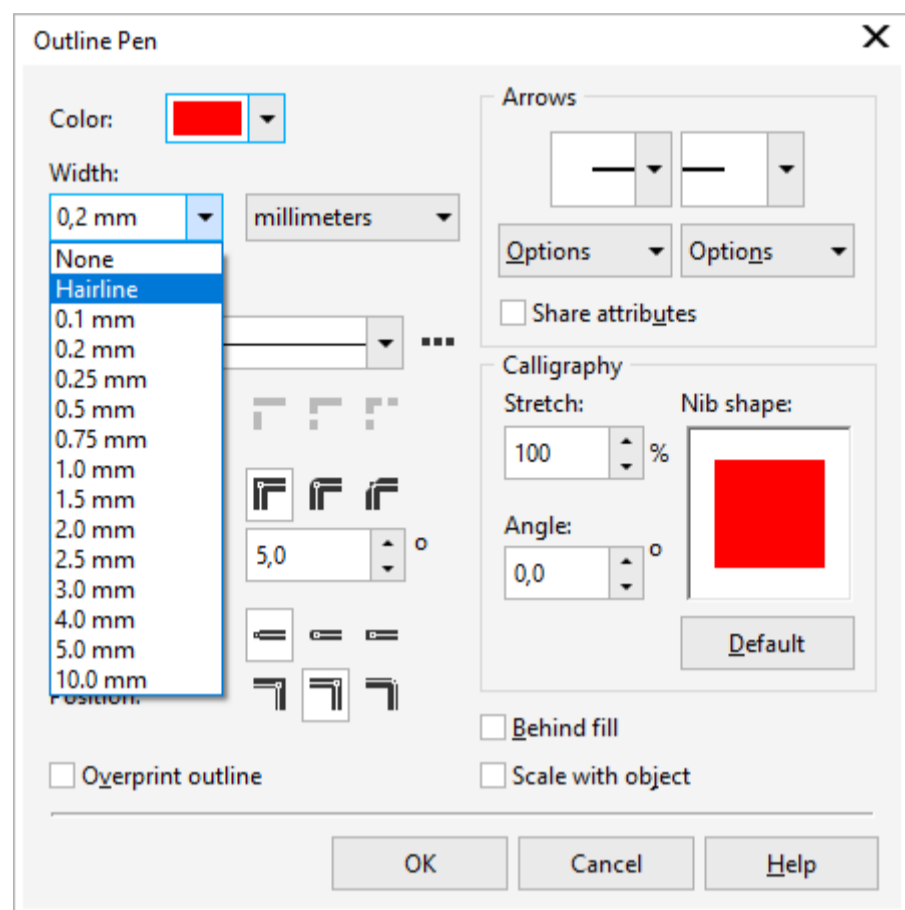 Outline Pen
Color:
Width:
0,2 mm
millimeters
None
Hairline
0.1 mm
0.2 mm
0.25 mm
0.5 mm
0.75 mm
1.0 mm
1.5 mm
2.0 mm
2.5 mm
3.0 mm
4.0 mm
5.0 mm
10.0 mm
5,0 °
Position:
Overprint outline
Arrows
Options Options
Share attributes
Calligraphy
Stretch: Nib shape:
100 %
Angle:
0,0 °
Default
Behind fill
Scale with object
OK Cancel Help